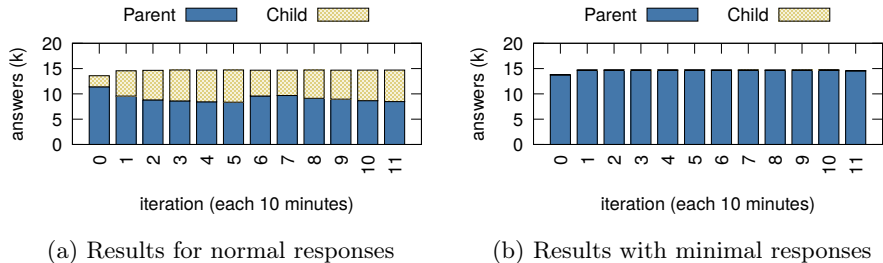 Parent Child
answers (k)
20
15
10
5
0
0 1 2 3 4 5 6 7 8 9 10 11
iteration (each 10 minutes)
(a) Results for normal responses
Parent Child
answers (k)
20
15
10
5
0
0 1 2 3 4 5 6 7 8 9 10 11
iteration (each 10 minutes)
(b) Results with minimal responses